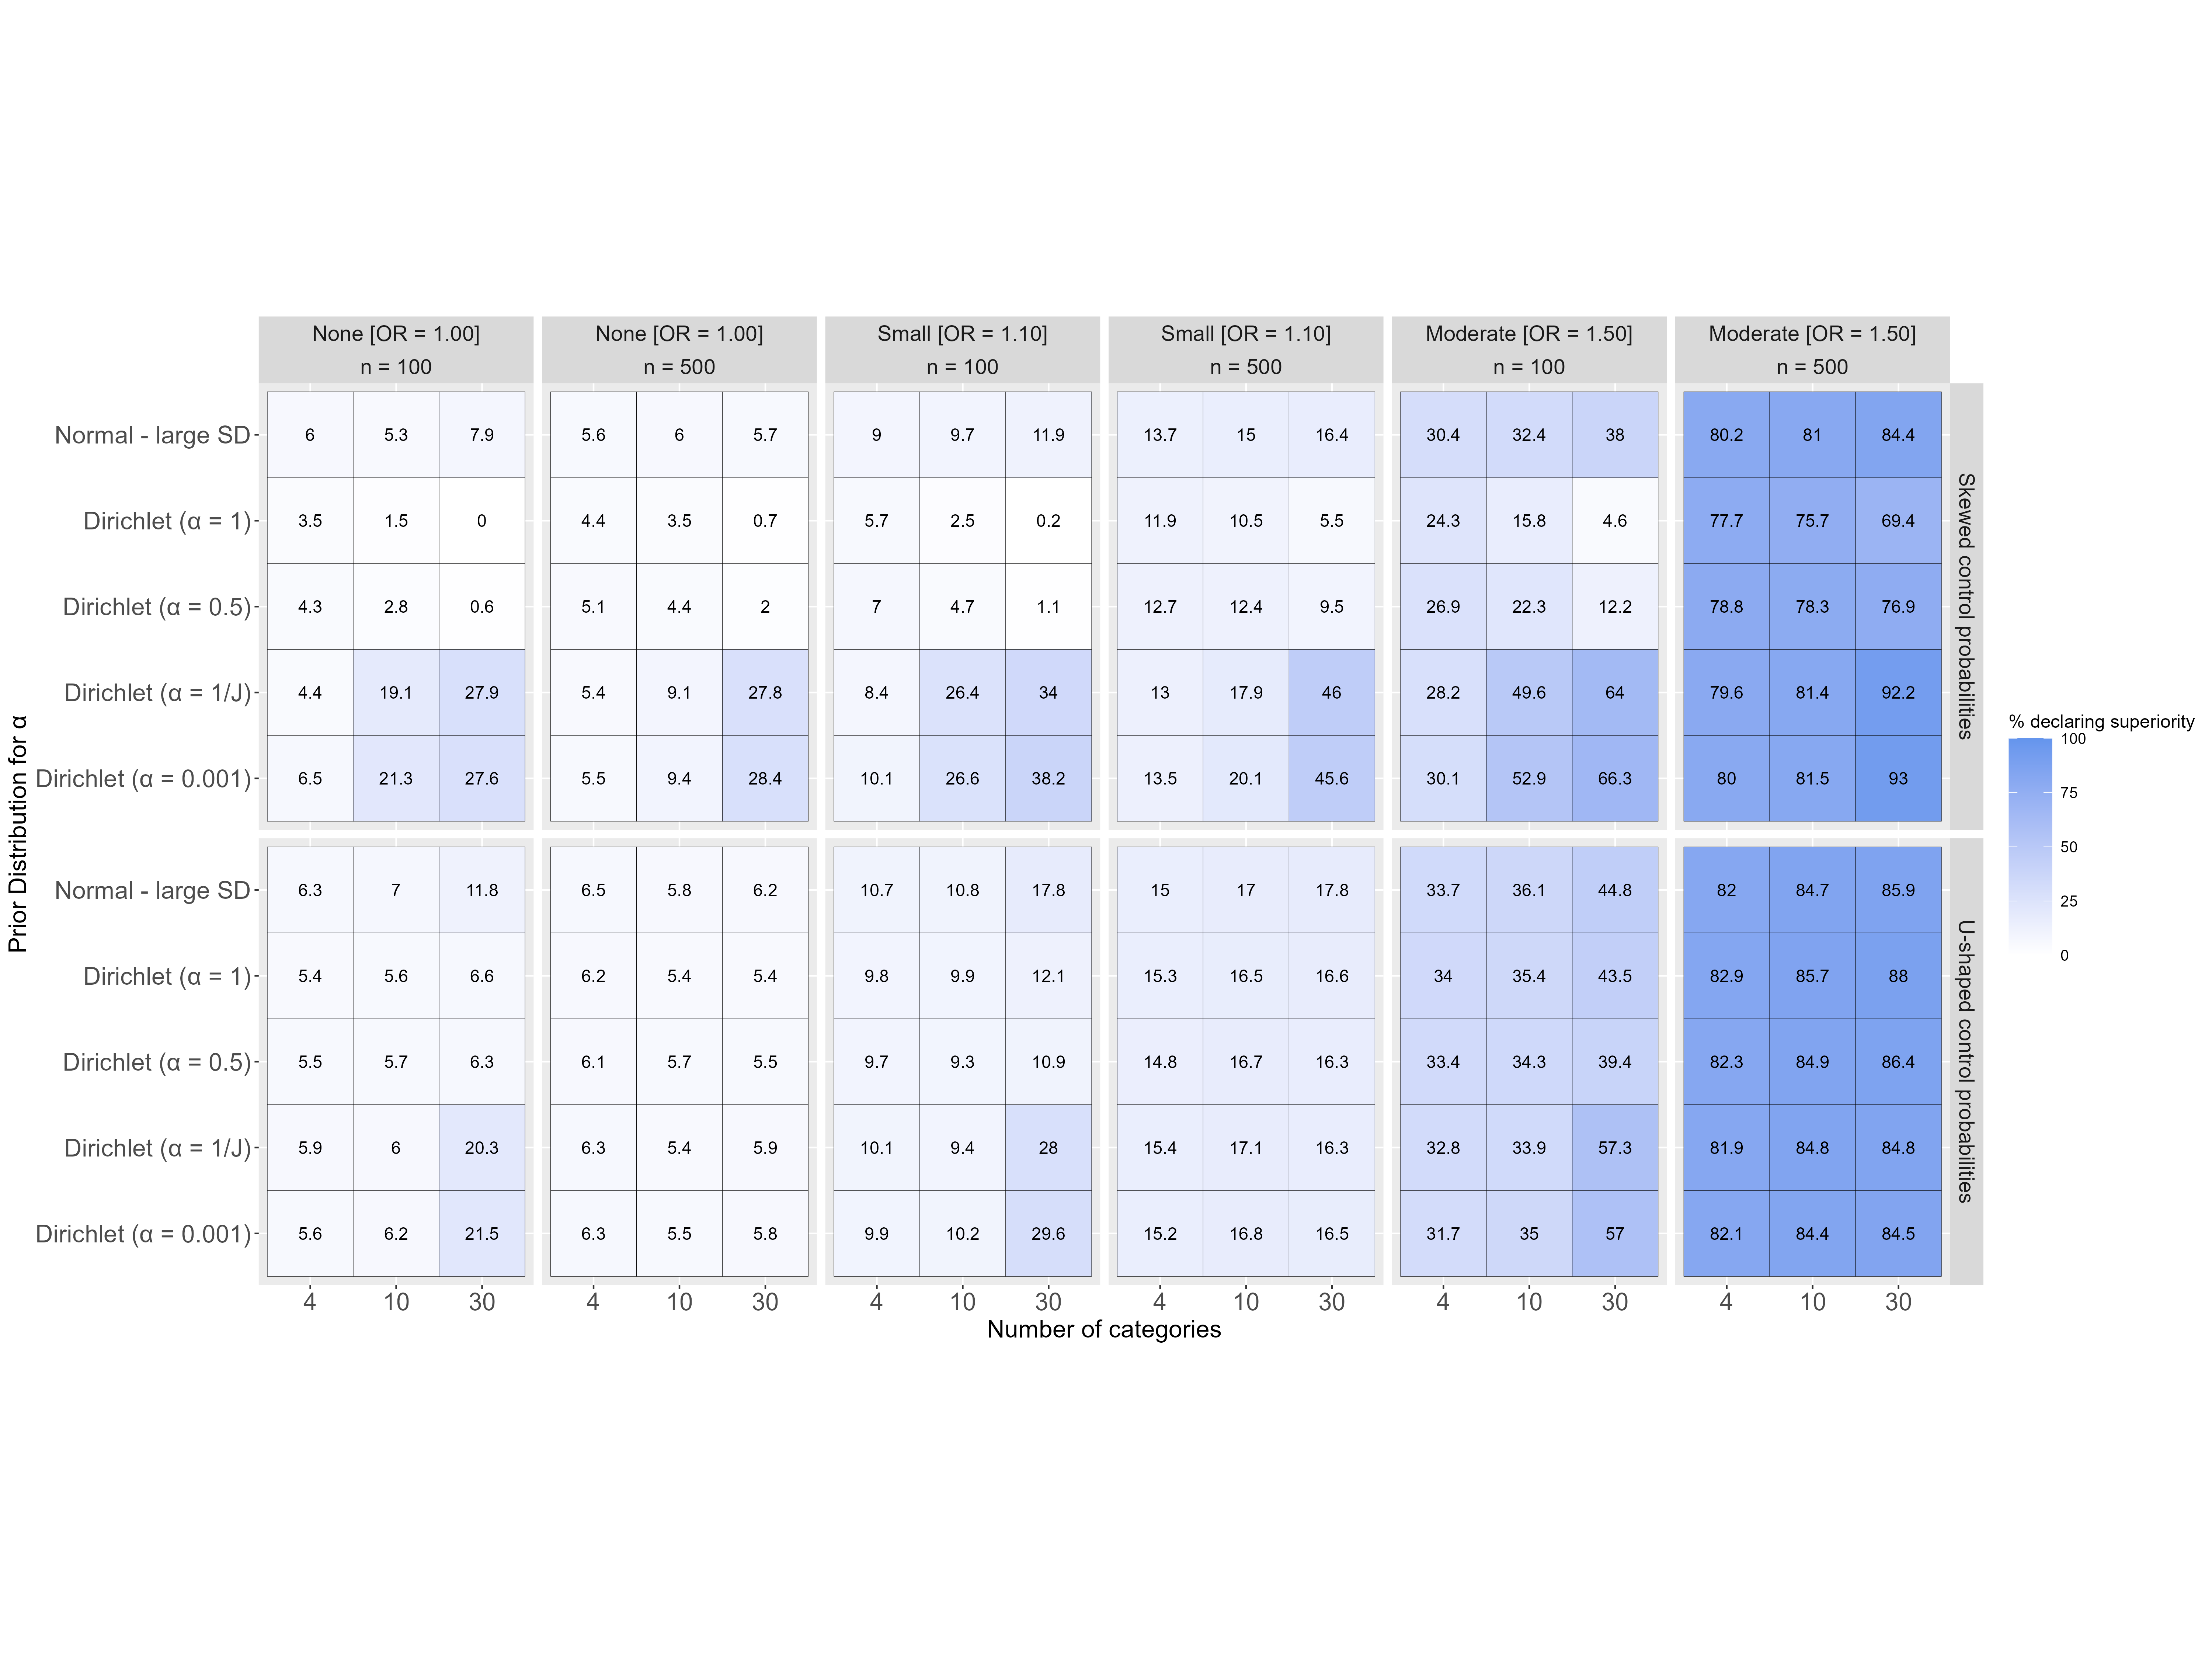 None [OR = 1.00] None [OR = 1.00] Small [OR = 1.10] Small [OR = 1.10] Moderate [OR = 1.50] Moderate [OR = 1.50]
n = 100 n = 500 n = 100 n = 500 n = 100 n = 500
Normal - large SD 6 5.3 7.9 5.6 6 5.7 9 9.7 11.9 13.7 15 16.4 30.4 32.4 38 80.2 81 84.4
Dirichlet (α = 1) 3.5 1.5 0 4.4 3.5 0.7 5.7 2.5 0.2 11.9 10.5 5.5 24.3 15.8 4.6 77.7 75.7 69.4
Dirichlet (α = 0.5) 4.3 2.8 0.6 5.1 4.4 2 7 4.7 1.1 12.7 12.4 9.5 26.9 22.3 12.2 78.8 78.3 76.9
Dirichlet (α = 1/J) 4.4 19.1 27.9 5.4 9.1 27.8 8.4 26.4 34 13 17.9 46 28.2 49.6 64 79.6 81.4 92.2
Dirichlet (α = 0.001) 6.5 21.3 27.6 5.5 9.4 28.4 10.1 26.6 38.2 13.5 20.1 45.6 30.1 52.9 66.3 80 81.5 93
Skewed control probabilities
Normal - large SD 6.3 7 11.8 6.5 5.8 6.2 10.7 10.8 17.8 15 17 17.8 33.7 36.1 44.8 82 84.7 85.9
Dirichlet (α = 1) 5.4 5.6 6.6 6.2 5.4 5.4 9.8 9.9 12.1 15.3 16.5 16.6 34 35.4 43.5 82.9 85.7 88
Dirichlet (α = 0.5) 5.5 5.7 6.3 6.1 5.7 5.5 9.7 9.3 10.9 14.8 16.7 16.3 33.4 34.3 39.4 82.3 84.9 86.4
Dirichlet (α = 1/J) 5.9 6 20.3 6.3 5.4 5.9 10.1 9.4 28 15.4 17.1 16.3 32.8 33.9 57.3 81.9 84.8 84.8
Dirichlet (α = 0.001) 5.6 6.2 21.5 6.3 5.5 5.8 9.9 10.2 29.6 15.2 16.8 16.5 31.7 35 57 82.1 84.4 84.5
U-shaped control probabilities
4 10 30 4 10 30 4 10 30 4 10 30 4 10 30 4 10 30
Number of categories
Prior Distribution for α
% declaring superiority
100
75
50
25
0